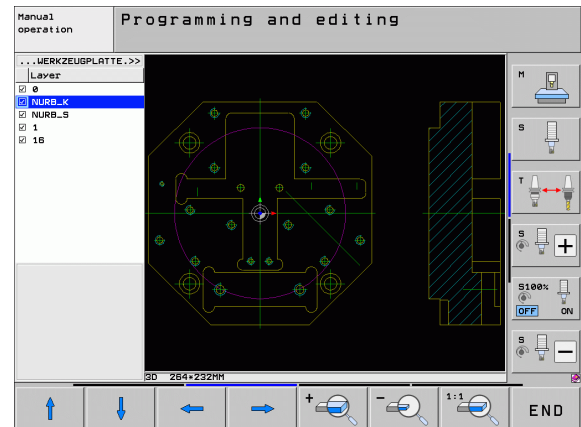 Manual
operation
Programming and editing
...WERKZEUGPLATTE.>>
Layer
0
NURB_K
NURB_S
1
16
3D 264*232MM
M
S
T
S
+
S100%
OFF ON
S
-
+
-
1:1
END